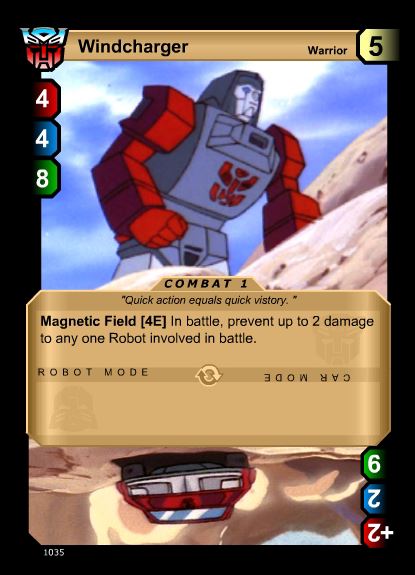 Windcharger Warrior 5
4
4
8
COMBAT 1
"Quick action equals quick vistory. "
Magnetic Field [4E] In battle, prevent up to 2 damage
to any one Robot involved in battle.
ROBOT MODE CAR MODE
6
2
+2
1035